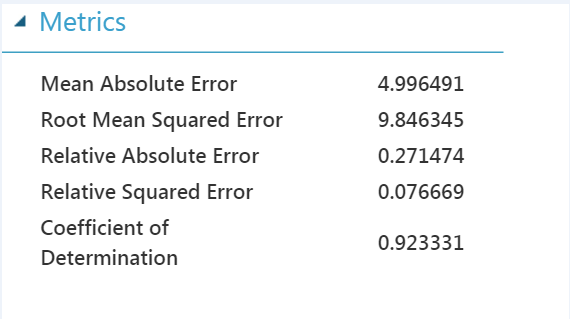 Metrics
Mean Absolute Error 4.996491
Root Mean Squared Error 9.846345
Relative Absolute Error 0.271474
Relative Squared Error 0.076669
Coefficient of
Determination 0.923331